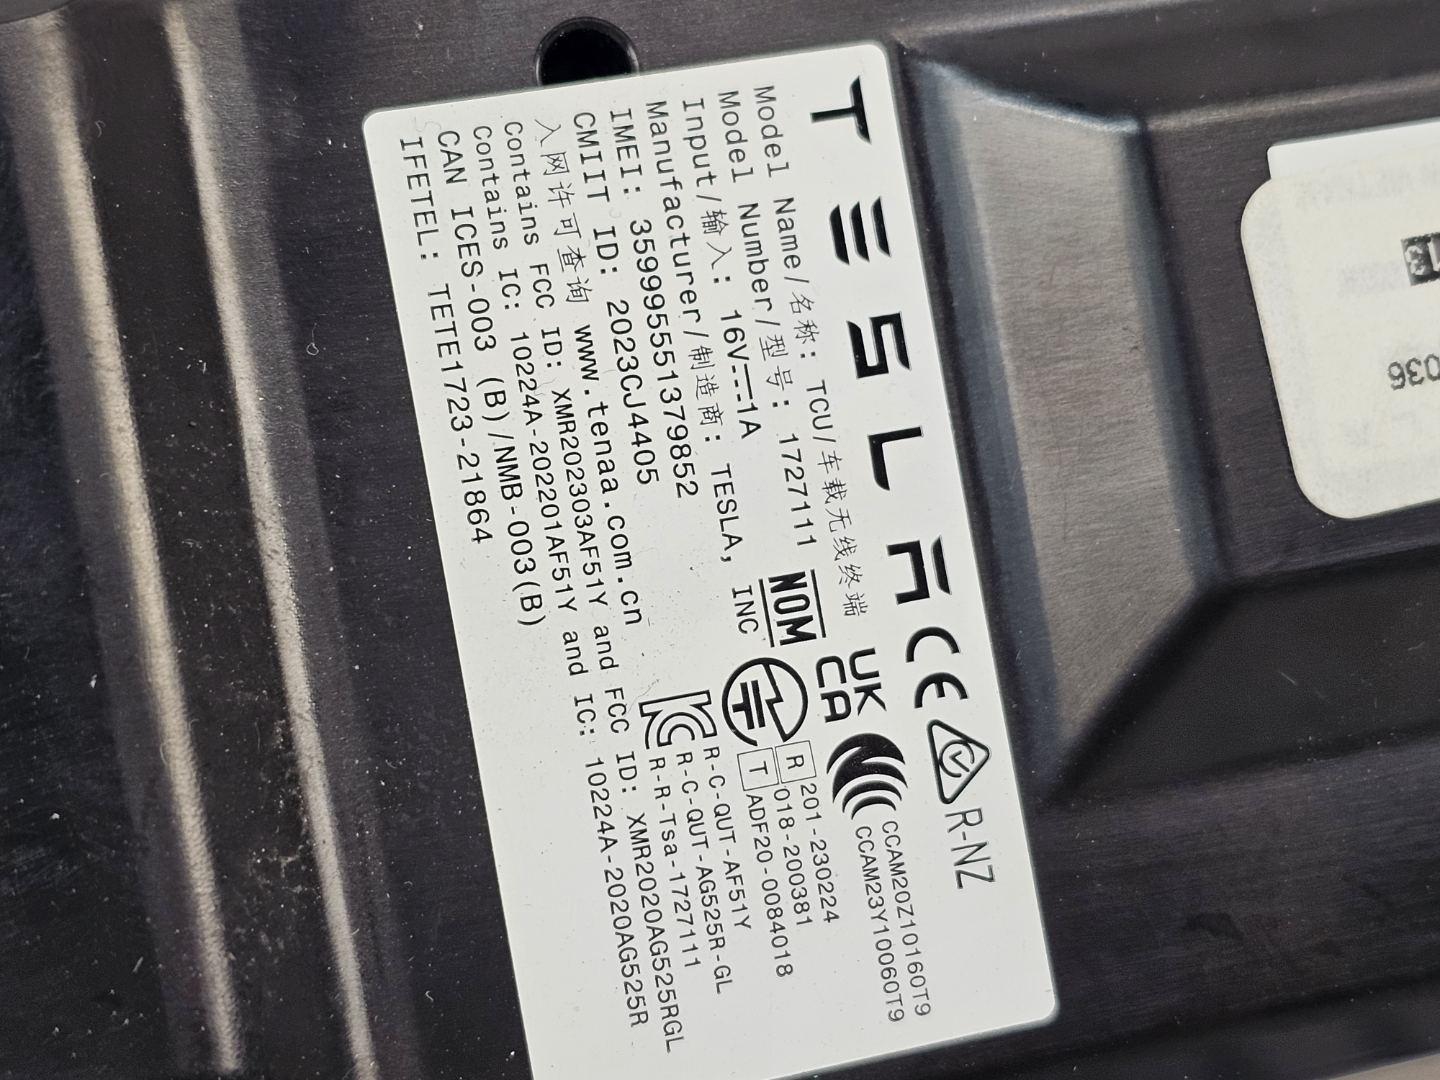 TESLA CE R-NZ
Model Name/名称: TCU/车载无线终端
Model Number/型号: 1727111
Input/输入: 16V⎓1A
Manufacturer/制造商: TESLA, INC
IMEI: 359995551379852
CMIIT ID: 2023CJ4405
入网许可查询 www.tenaa.com.cn
Contains FCC ID: XMR202303AF51Y and FCC ID: XMR2020AG525RGL
Contains IC: 10224A-202201AF51Y and IC: 10224A-2020AG525R
CAN ICES-003 (B)/NMB-003(B)
IFETEL: TETE1723-21864
NOM
UK
CA
CCAM20Z10160T9
CCAM23Y10060T9
R 201-230224
018-200381
T ADF20-0084018
R-C-QUT-AF51Y
R-C-QUT-AG525R-GL
R-R-Tsa-1727111
036